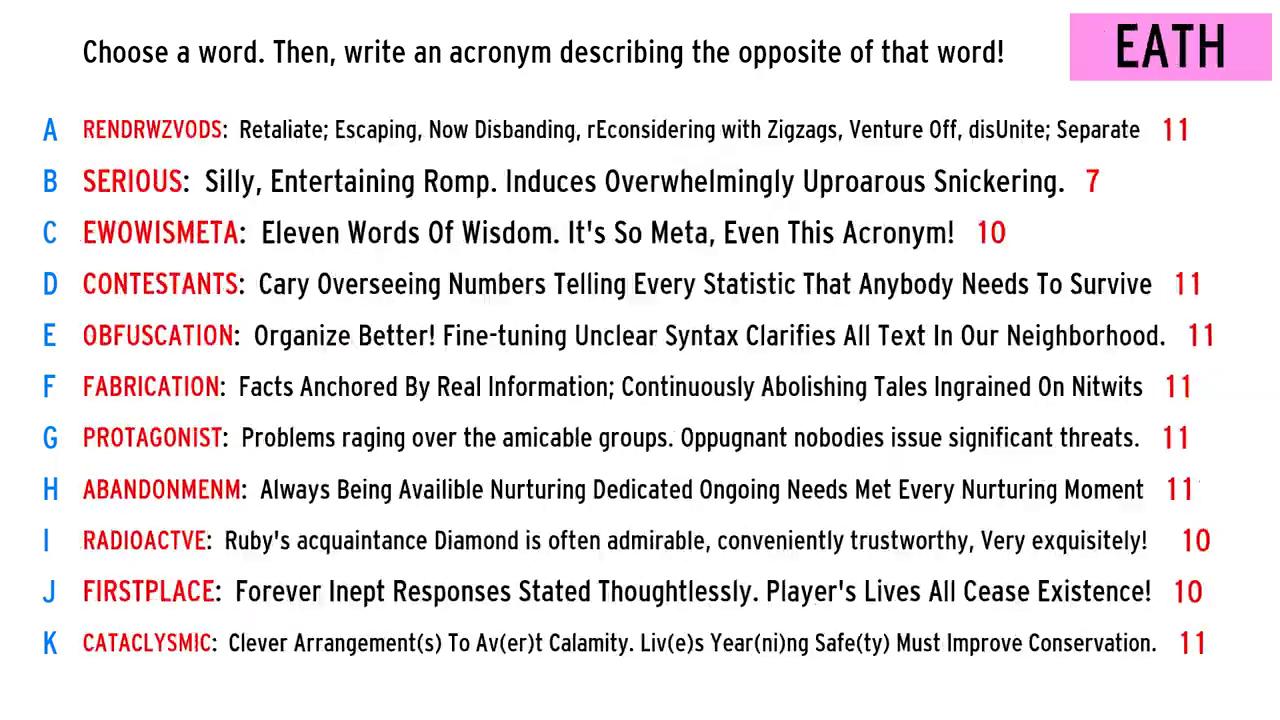 Choose a word. Then, write an acronym describing the opposite of that word!
EATH
A RENDRWZVODS: Retaliate; Escaping, Now Disbanding, rEconsidering with Zigzags, Venture Off, disUnite; Separate 11
B SERIOUS: Silly, Entertaining Romp. Induces Overwhelmingly Uproarous Snickering. 7
C EWOWISMETA: Eleven Words Of Wisdom. It's So Meta, Even This Acronym! 10
D CONTESTANTS: Cary Overseeing Numbers Telling Every Statistic That Anybody Needs To Survive 11
E OBFUSCATION: Organize Better! Fine-tuning Unclear Syntax Clarifies All Text In Our Neighborhood. 11
F FABRICATION: Facts Anchored By Real Information; Continuously Abolishing Tales Ingrained On Nitwits 11
G PROTAGONIST: Problems raging over the amicable groups. Oppugnant nobodies issue significant threats. 11
H ABANDONMENM: Always Being Availible Nurturing Dedicated Ongoing Needs Met Every Nurturing Moment 11
I RADIOACTVE: Ruby's acquaintance Diamond is often admirable, conveniently trustworthy, Very exquisitely! 10
J FIRSTPLACE: Forever Inept Responses Stated Thoughtlessly. Player's Lives All Cease Existence! 10
K CATACLYSMIC: Clever Arrangement(s) To Av(er)t Calamity. Liv(e)s Year(ni)ng Safe(ty) Must Improve Conservation. 11